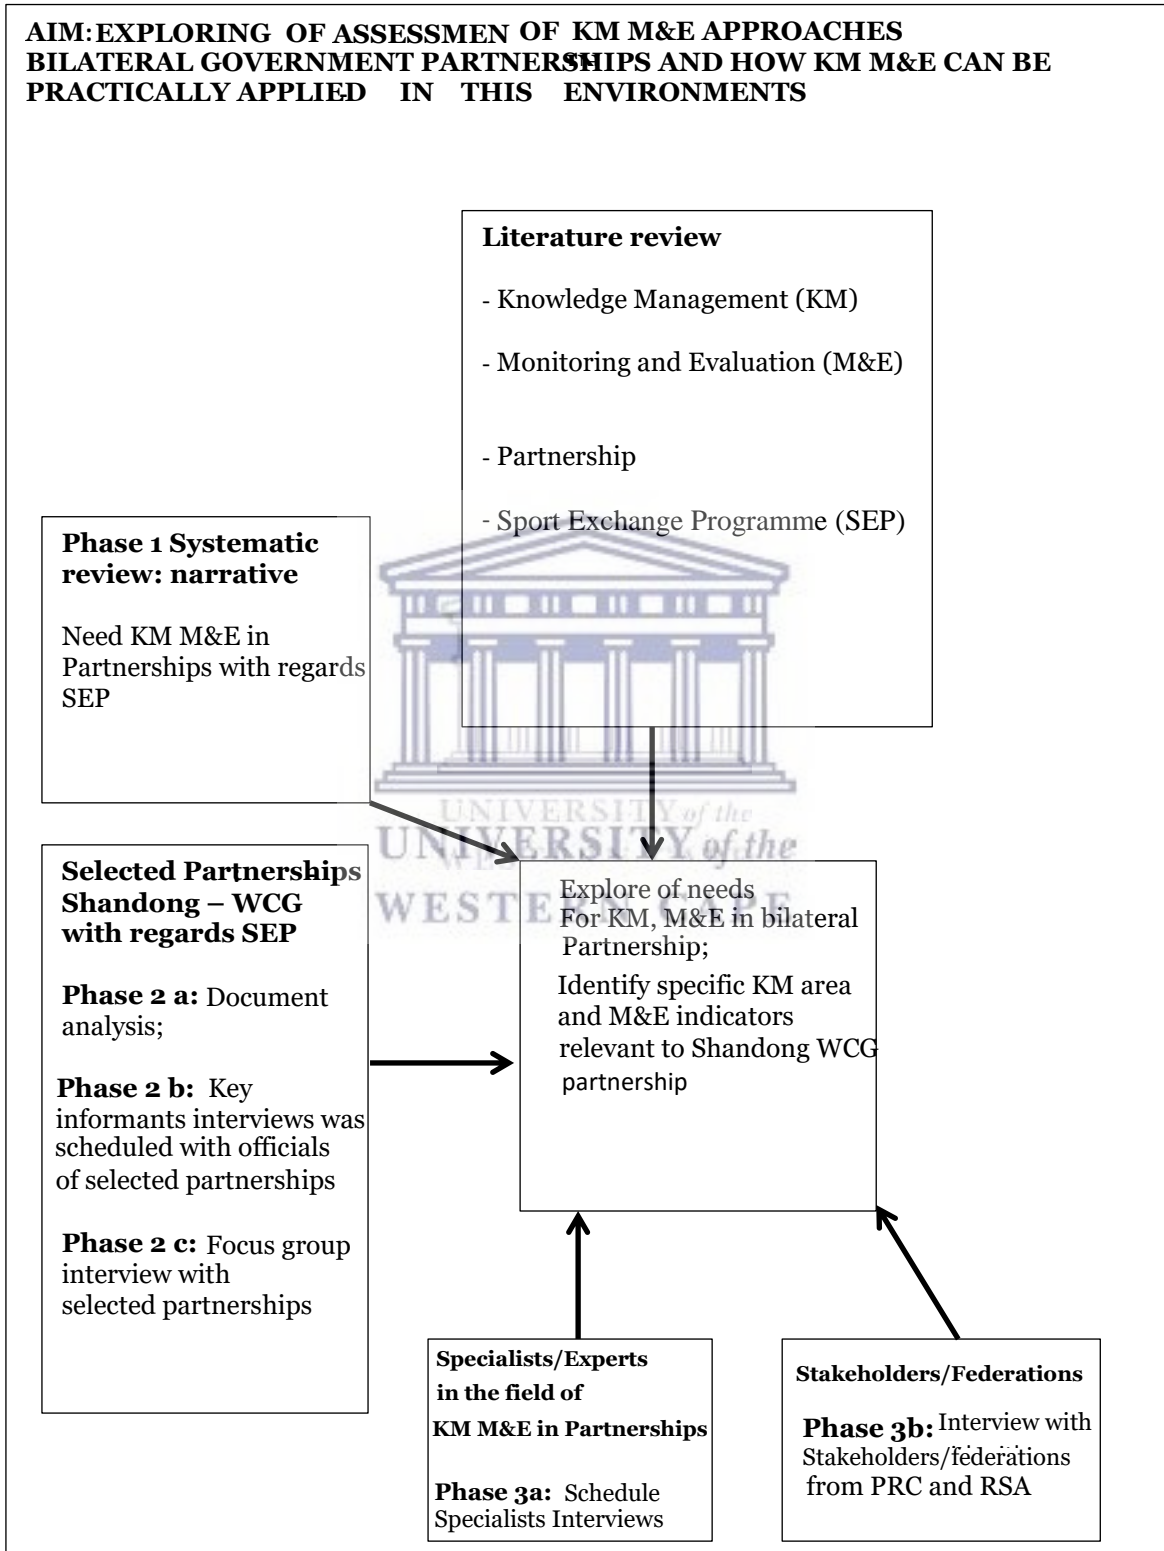 AIM: EXPLORING OF ASSESSMEN OF KM M&E APPROACHES
BILATERAL GOVERNMENT PARTNERSHIPS AND HOW KM M&E CAN BE
PRACTICALLY APPLIED IN THIS ENVIRONMENTS
Literature review
- Knowledge Management (KM)
- Monitoring and Evaluation (M&E)
- Partnership
- Sport Exchange Programme (SEP)
Phase 1 Systematic
review: narrative
Need KM M&E in
Partnerships with regards
SEP
UNIVERSITY of the
UNIVERSITY of the
WESTERN CAPE
Selected Partnerships
Shandong – WCG
with regards SEP
Phase 2 a: Document
analysis;
Phase 2 b: Key
informants interviews was
scheduled with officials
of selected partnerships
Phase 2 c: Focus group
interview with
selected partnerships
Explore of needs
For KM, M&E in bilateral
Partnership;
Identify specific KM area
and M&E indicators
relevant to Shandong WCG
partnership
Specialists/Experts
in the field of
KM M&E in Partnerships
Phase 3a: Schedule
Specialists Interviews
Stakeholders/Federations
Phase 3b: Interview with
Stakeholders/federations
from PRC and RSA